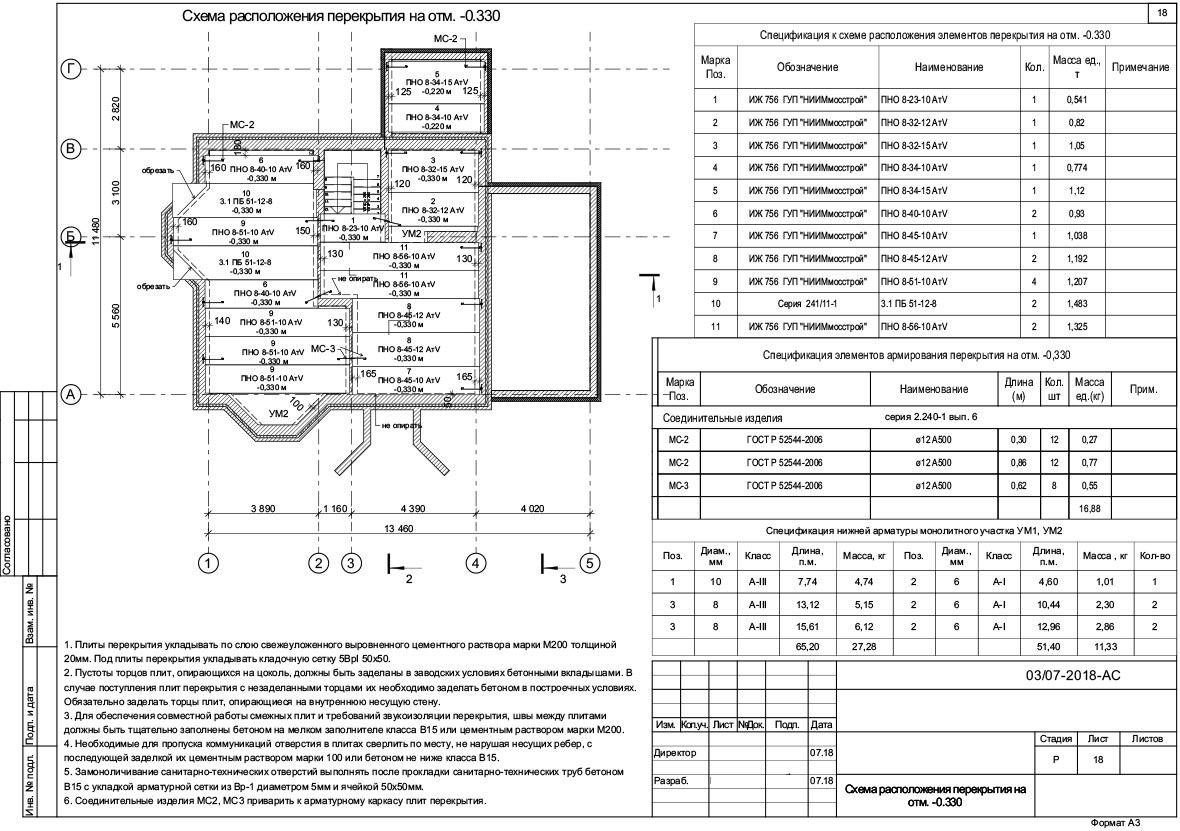 Схема расположения перекрытия на отм. -0.330
18
МС-2
Г
5
ПНО 8-34-15 АтV
-0,220 м
125
125
4
ПНО 8-34-10 АтV
-0,220 м
2 820
МС-2
В
180
160
6
ПНО 8-40-10 АтV
-0,330 м
160
3
ПНО 8-32-15 АтV
-0,330 м
120
120
обрезать
3 100
10
3.1 ПБ 51-12-8
-0,330 м
2
ПНО 8-32-12 АтV
-0,330 м
160
9
ПНО 8-51-10 АтV
-0,330 м
150
1
ПНО 8-23-10 АтV
-0,330 м
УМ2
11 480
Б
1
10
3.1 ПБ 51-12-8
-0,330 м
130
11
ПНО 8-56-10 АтV
-0,330 м
130
11
ПНО 8-56-10 АтV
-0,330 м
не опирать
обрезать
6
ПНО 8-40-10 АтV
-0,330 м
1
5 560
140
9
ПНО 8-51-10 АтV
-0,330 м
130
8
ПНО 8-45-12 АтV
-0,330 м
9
ПНО 8-51-10 АтV
-0,330 м
МС-3
8
ПНО 8-45-12 АтV
-0,330 м
9
ПНО 8-51-10 АтV
-0,330 м
165
7
ПНО 8-45-10 АтV
-0,330 м
165
А
100
50
УМ2
не опирать
3 890
1 160
4 390
4 020
13 460
1
2
3
4
5
2
3
Спецификация к схеме расположения элементов перекрытия на отм. -0.330
Марка Поз. Обозначение Наименование Кол. Масса ед., т Примечание
1 ИЖ 756 ГУП "НИИМмосстрой" ПНО 8-23-10 АтV 1 0,541
2 ИЖ 756 ГУП "НИИМмосстрой" ПНО 8-32-12 АтV 1 0,82
3 ИЖ 756 ГУП "НИИМмосстрой" ПНО 8-32-15 АтV 1 1,05
4 ИЖ 756 ГУП "НИИМмосстрой" ПНО 8-34-10 АтV 1 0,774
5 ИЖ 756 ГУП "НИИМмосстрой" ПНО 8-34-15 АтV 1 1,12
6 ИЖ 756 ГУП "НИИМмосстрой" ПНО 8-40-10 АтV 2 0,93
7 ИЖ 756 ГУП "НИИМмосстрой" ПНО 8-45-10 АтV 1 1,038
8 ИЖ 756 ГУП "НИИМмосстрой" ПНО 8-45-12 АтV 2 1,192
9 ИЖ 756 ГУП "НИИМмосстрой" ПНО 8-51-10 АтV 4 1,207
10 Серия 241/11-1 3.1 ПБ 51-12-8 2 1,483
11 ИЖ 756 ГУП "НИИМмосстрой" ПНО 8-56-10 АтV 2 1,325
Спецификация элементов армирования перекрытия на отм. -0,330
Марка Поз. Обозначение Наименование Длина (м) Кол. шт Масса ед.(кг) Прим.
Соединительные изделия серия 2.240-1 вып. 6
МС-2 ГОСТ Р 52544-2006 ø12 А500 0,30 12 0,27
МС-2 ГОСТ Р 52544-2006 ø12 А500 0,86 12 0,77
МС-3 ГОСТ Р 52544-2006 ø12 А500 0,62 8 0,55
16,88
Спецификация нижней арматуры монолитного участка УМ1, УМ2
Поз. Диам., мм Класс Длина, п.м. Масса, кг Поз. Диам., мм Класс Длина, п.м. Масса , кг Кол-во
1 10 А-III 7,74 4,74 2 6 А-I 4,60 1,01 1
3 8 А-III 13,12 5,15 2 6 А-I 10,44 2,30 2
3 8 А-III 15,61 6,12 2 6 А-I 12,96 2,86 2
65,20 27,28 51,40 11,33
1. Плиты перекрытия укладывать по слою свежеуложенного выровненного цементного раствора марки М200 толщиной
20мм. Под плиты перекрытия укладывать кладочную сетку 5ВрI 50х50.
2. Пустоты торцов плит, опирающихся на цоколь, должны быть заделаны в заводских условиях бетонными вкладышами. В
случае поступления плит перекрытия с незаделанными торцами их необходимо заделать бетоном в построечных условиях.
Обязательно заделать торцы плит, опирающиеся на внутреннюю несущую стену.
3. Для обеспечения совместной работы смежных плит и требований звукоизоляции перекрытия, швы между плитами
должны быть тщательно заполнены бетоном на мелком заполнителе класса В15 или цементным раствором марки М200.
4. Необходимые для пропуска коммуникаций отверстия в плитах сверлить по месту, не нарушая несущих ребер, с
последующей заделкой их цементным раствором марки 100 или бетоном не ниже класса В15.
5. Замоноличивание санитарно-технических отверстий выполнять после прокладки санитарно-технических труб бетоном
В15 с укладкой арматурной сетки из Вр-1 диаметром 5мм и ячейкой 50х50мм.
6. Соединительные изделия МС2, МС3 приварить к арматурному каркасу плит перекрытия.
Согласовано
Взам. инв. №
Подп. и дата
Инв. № подл.
03/07-2018-АС
Изм. Кол.уч. Лист №Док. Подп. Дата
Директор 07.18
Разраб. 07.18
Стадия Лист Листов
Р 18
Схема расположения перекрытия на
отм. -0.330
Формат А3